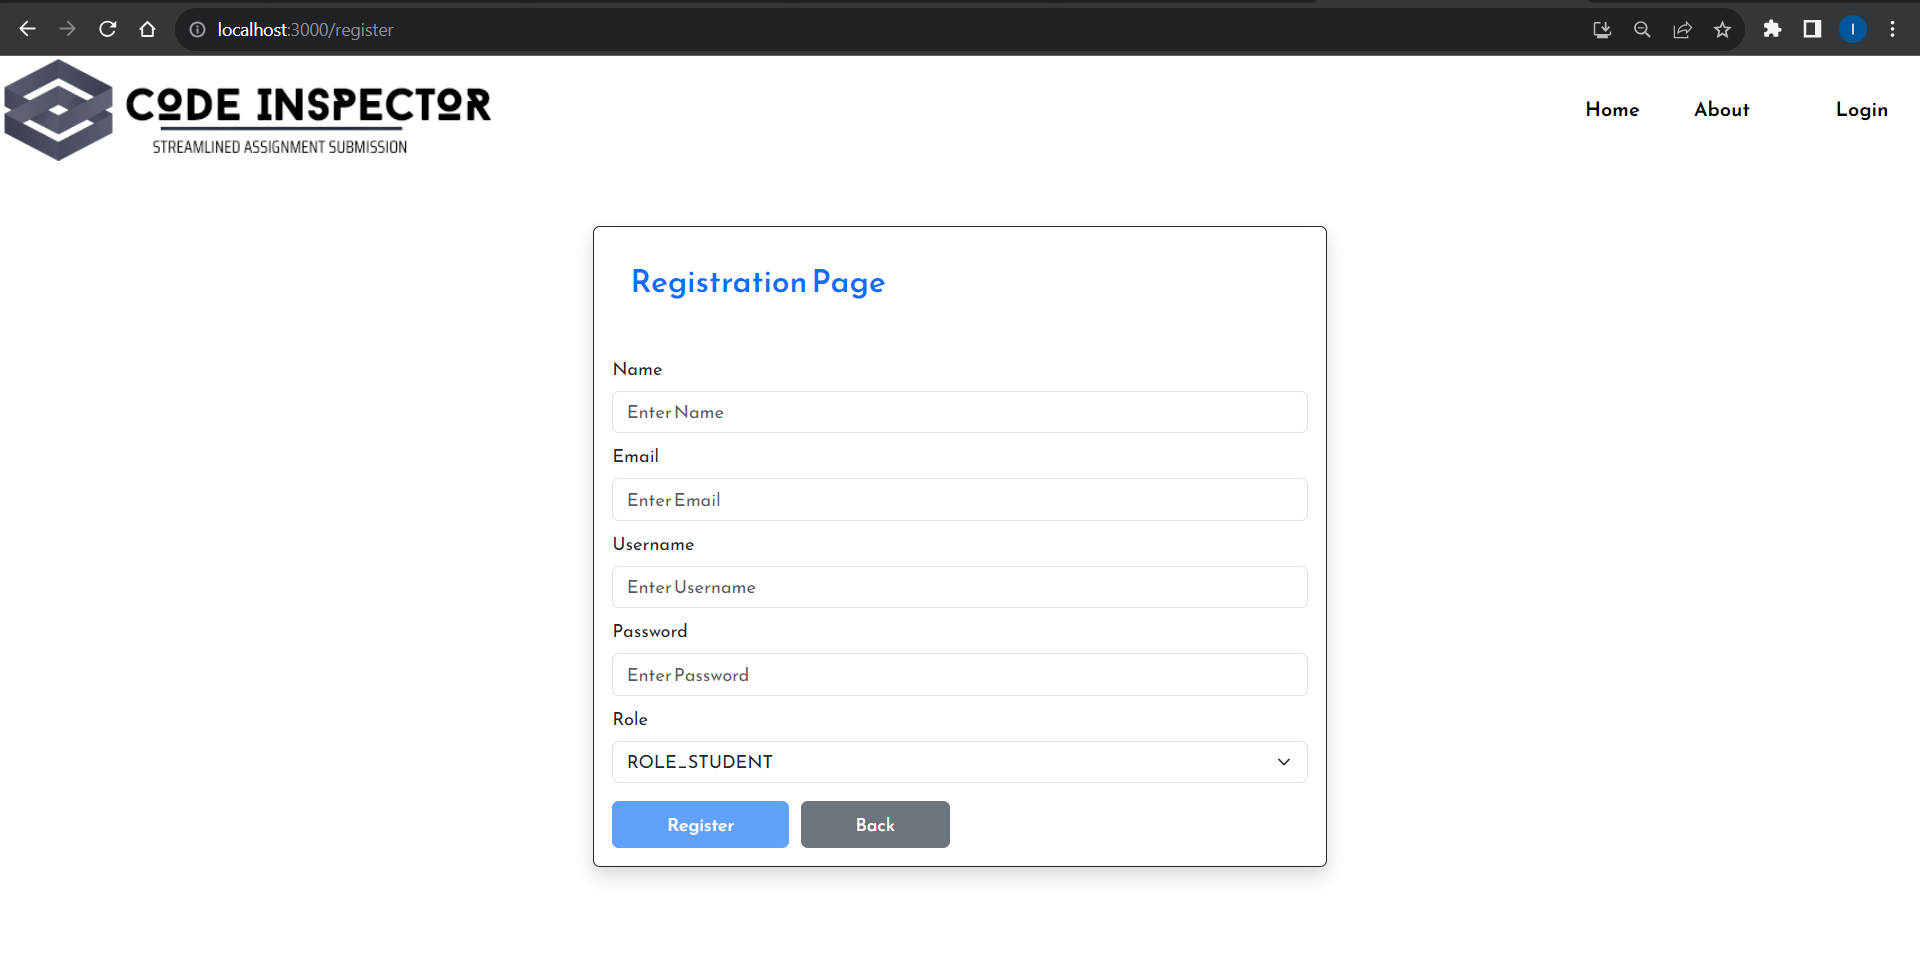 localhost:3000/register
I
CODE INSPECTOR
STREAMLINED ASSIGNMENT SUBMISSION
Home About Login
Registration Page
Name
Enter Name
Email
Enter Email
Username
Enter Username
Password
Enter Password
Role
ROLE_STUDENT
Register Back